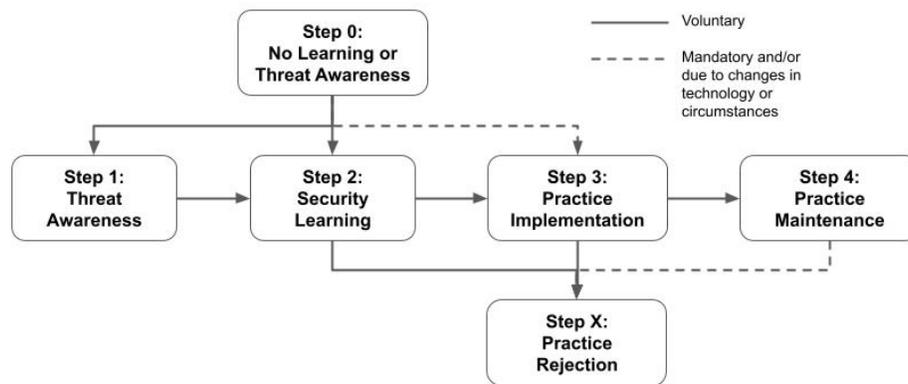 Step 0:
No Learning or
Threat Awareness
Voluntary
Mandatory and/or
due to changes in
technology or
circumstances
Step 1:
Threat
Awareness
Step 2:
Security
Learning
Step 3:
Practice
Implementation
Step 4:
Practice
Maintenance
Step X:
Practice
Rejection